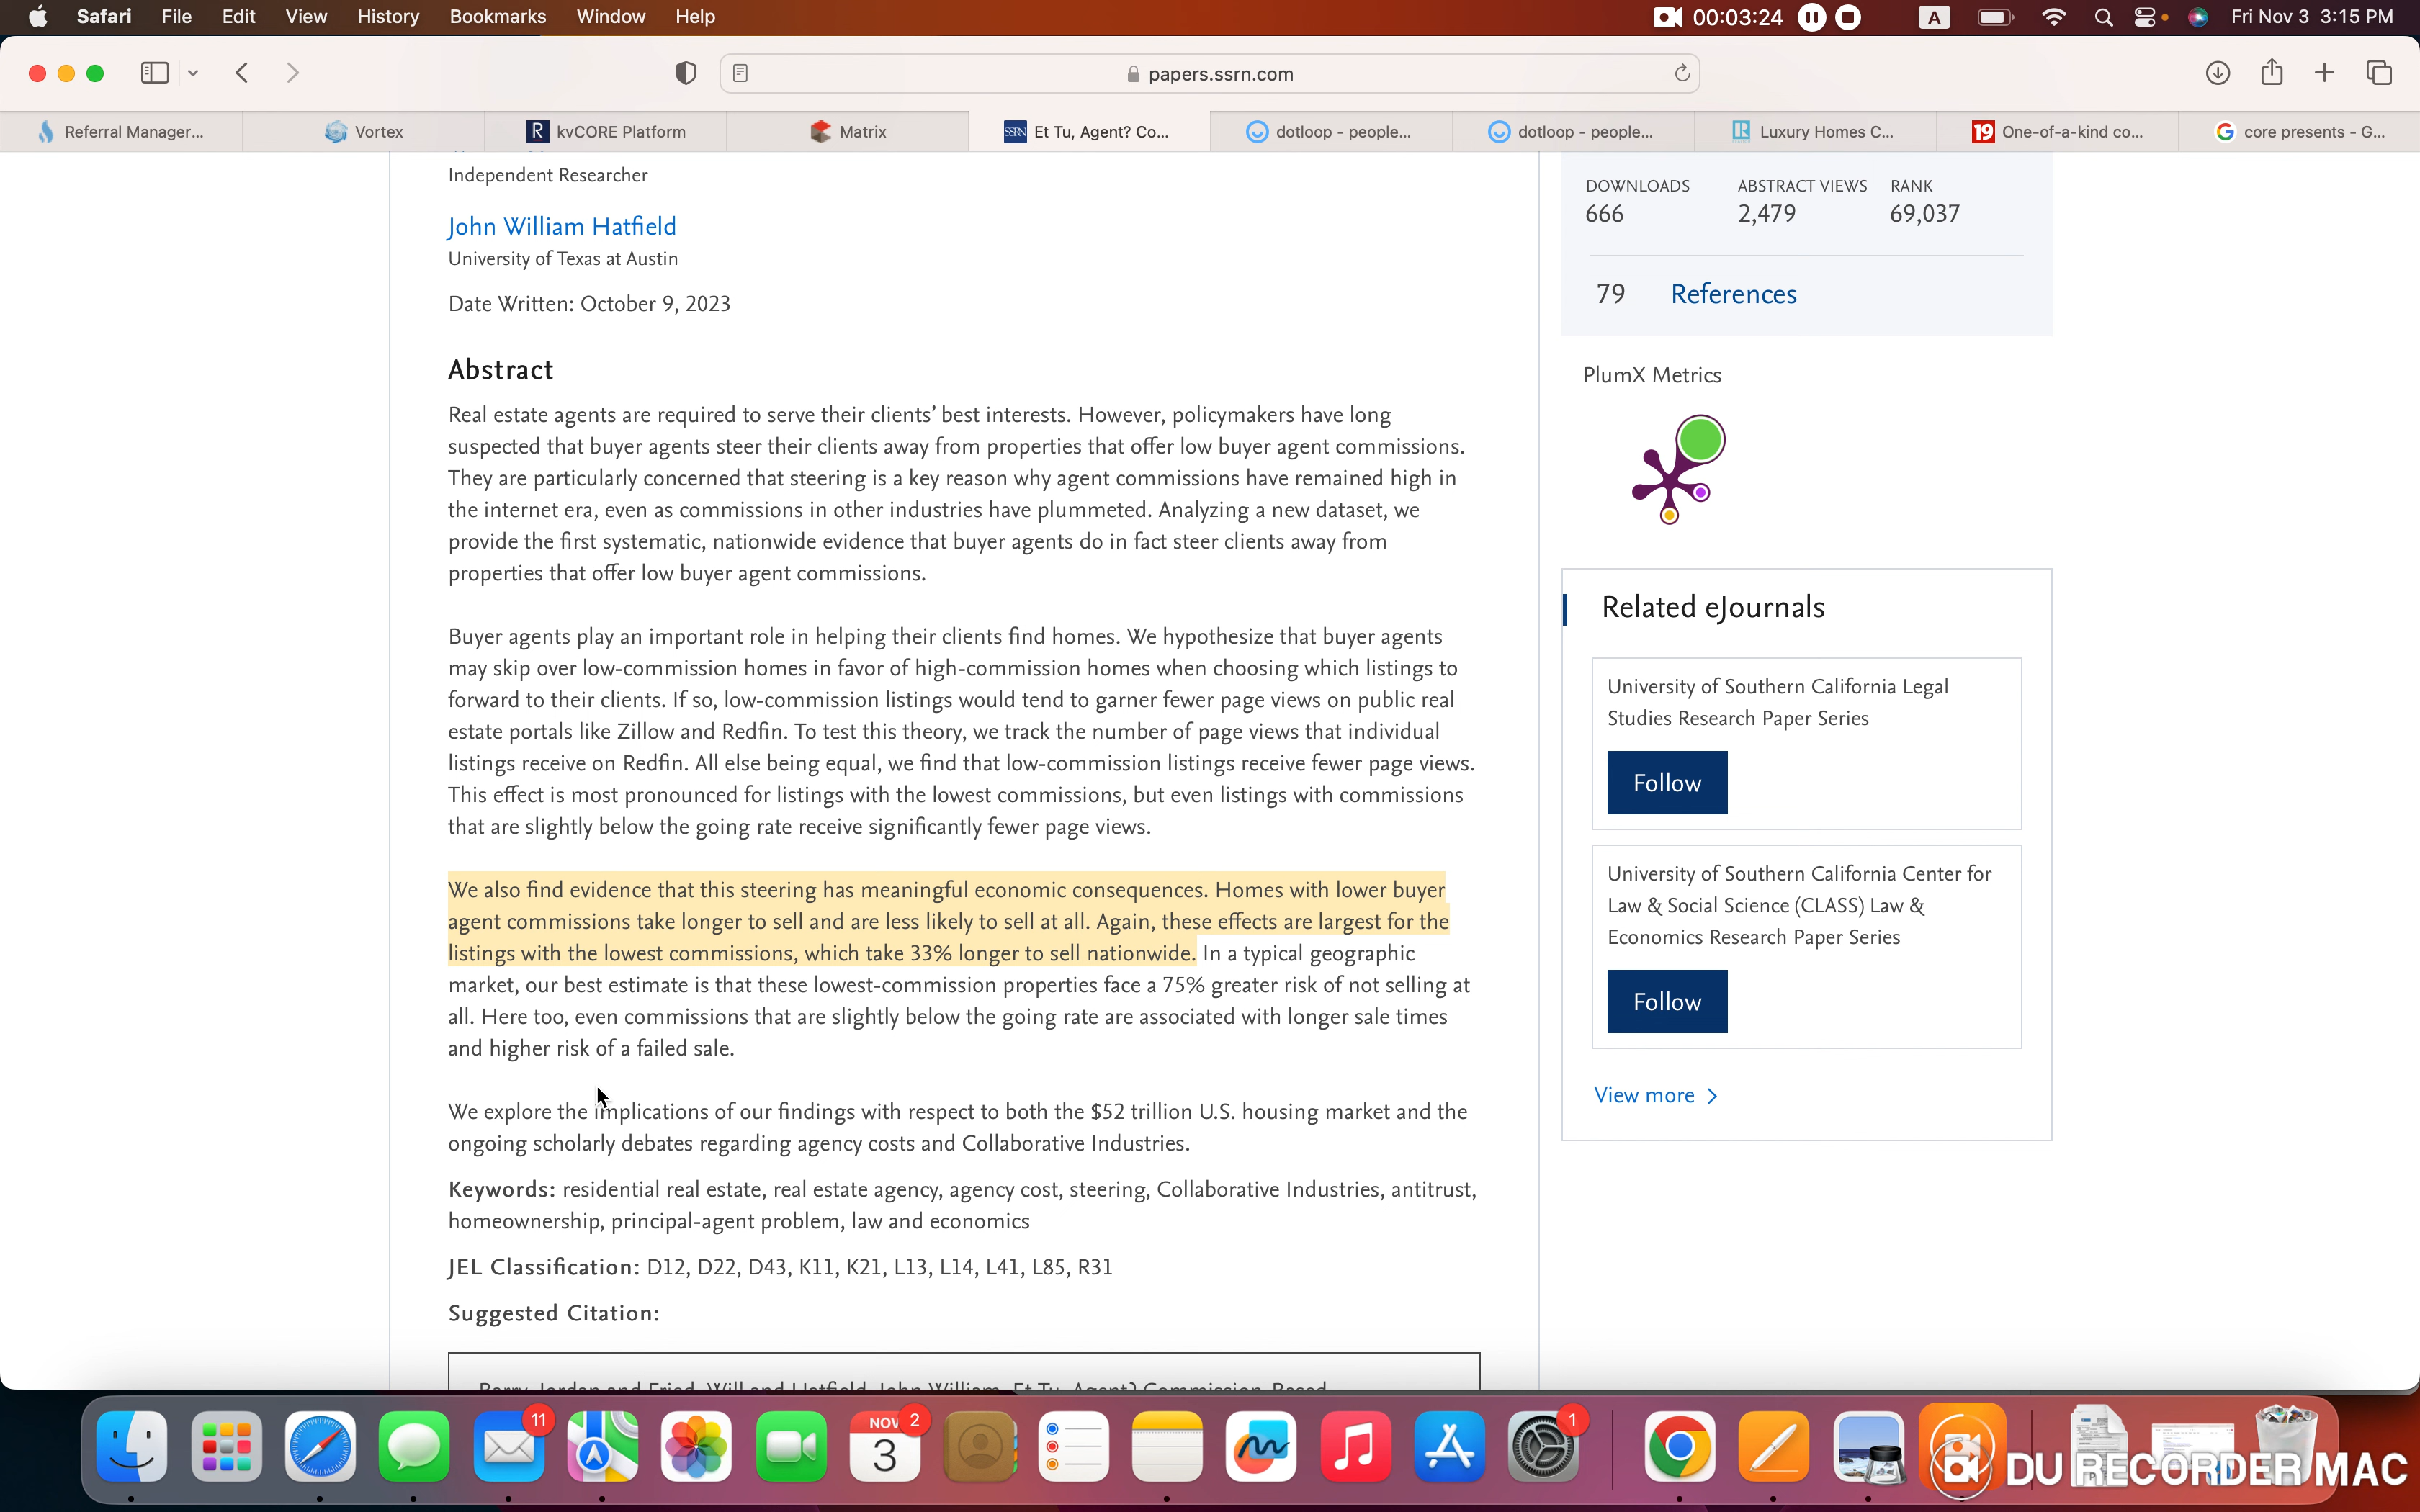 Safari File Edit View History Bookmarks Window Help 00:03:24 A Fri Nov 3 3:15 PM
papers.ssrn.com
Referral Manager... Vortex R kvCORE Platform Matrix SSRN Et Tu, Agent? Co... dotloop - people... dotloop - people... Luxury Homes C... 19 One-of-a-kind co... G core presents - G...
Independent Researcher
John William Hatfield
University of Texas at Austin
Date Written: October 9, 2023
Abstract
Real estate agents are required to serve their clients’ best interests. However, policymakers have long
suspected that buyer agents steer their clients away from properties that offer low buyer agent commissions.
They are particularly concerned that steering is a key reason why agent commissions have remained high in
the internet era, even as commissions in other industries have plummeted. Analyzing a new dataset, we
provide the first systematic, nationwide evidence that buyer agents do in fact steer clients away from
properties that offer low buyer agent commissions.
Buyer agents play an important role in helping their clients find homes. We hypothesize that buyer agents
may skip over low-commission homes in favor of high-commission homes when choosing which listings to
forward to their clients. If so, low-commission listings would tend to garner fewer page views on public real
estate portals like Zillow and Redfin. To test this theory, we track the number of page views that individual
listings receive on Redfin. All else being equal, we find that low-commission listings receive fewer page views.
This effect is most pronounced for listings with the lowest commissions, but even listings with commissions
that are slightly below the going rate receive significantly fewer page views.
We also find evidence that this steering has meaningful economic consequences. Homes with lower buyer
agent commissions take longer to sell and are less likely to sell at all. Again, these effects are largest for the
listings with the lowest commissions, which take 33% longer to sell nationwide. In a typical geographic
market, our best estimate is that these lowest-commission properties face a 75% greater risk of not selling at
all. Here too, even commissions that are slightly below the going rate are associated with longer sale times
and higher risk of a failed sale.
We explore the implications of our findings with respect to both the $52 trillion U.S. housing market and the
ongoing scholarly debates regarding agency costs and Collaborative Industries.
Keywords: residential real estate, real estate agency, agency cost, steering, Collaborative Industries, antitrust,
homeownership, principal-agent problem, law and economics
JEL Classification: D12, D22, D43, K11, K21, L13, L14, L41, L85, R31
Suggested Citation:
Barry, Jordan and Fried, Will and Hatfield, John William, Et Tu, Agent? Commission-Based
DOWNLOADS ABSTRACT VIEWS RANK
666 2,479 69,037
79 References
PlumX Metrics
Related eJournals
University of Southern California Legal
Studies Research Paper Series
Follow
University of Southern California Center for
Law & Social Science (CLASS) Law &
Economics Research Paper Series
Follow
View more
11
NOV 2
3
1
DU RECORDER MAC